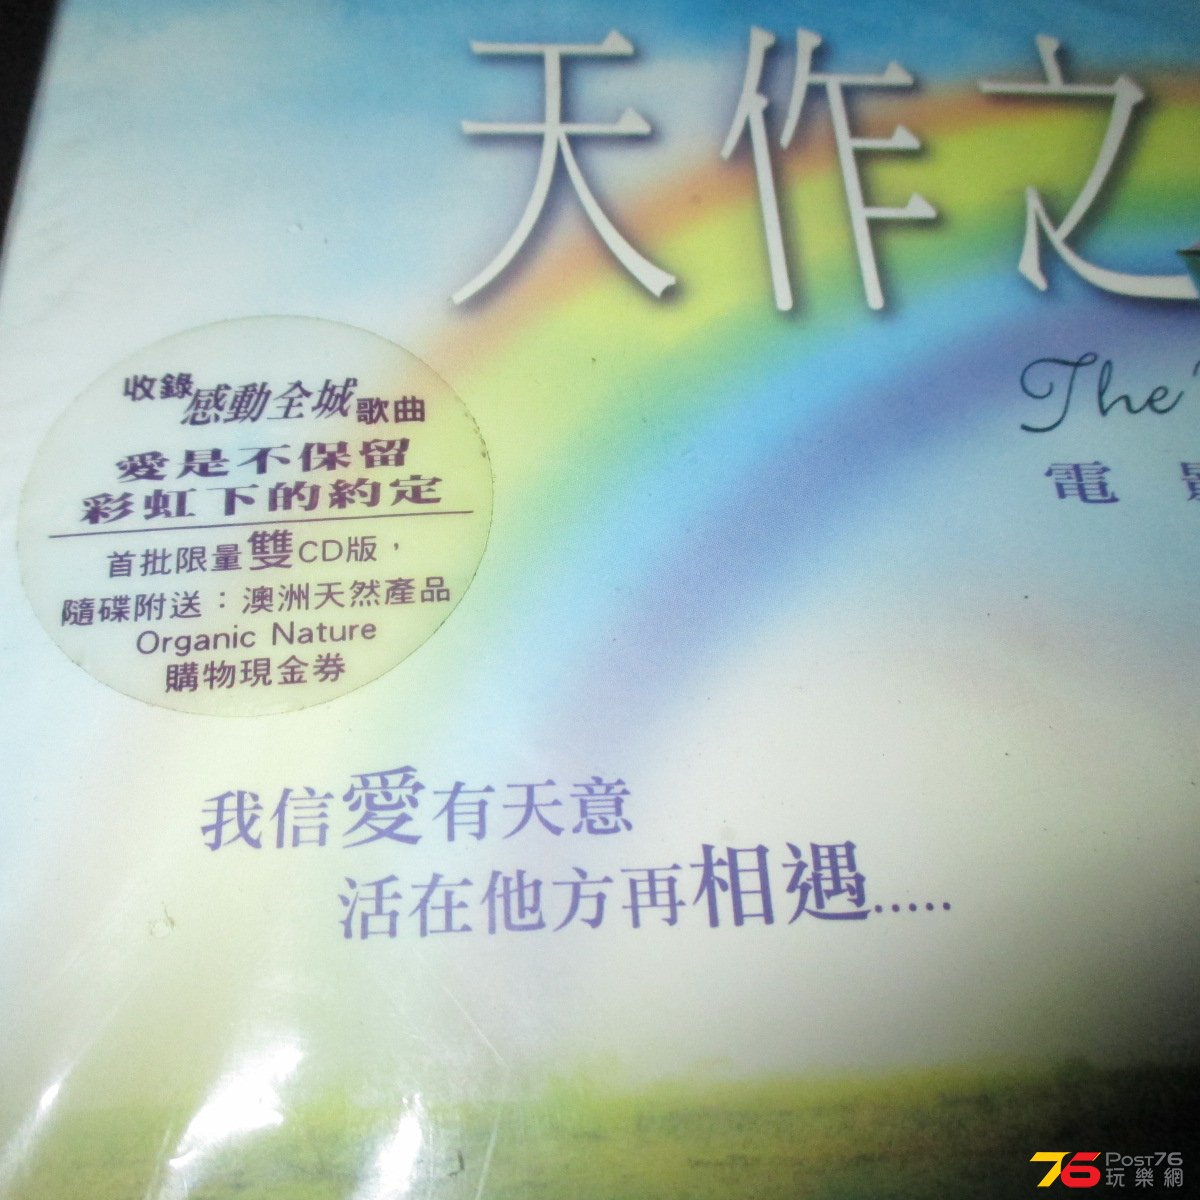 天作之
The
電影
收錄感動全城歌曲
愛是不保留
彩虹下的約定
首批限量雙CD版，
隨碟附送：澳洲天然產品
Organic Nature
購物現金券
我信愛有天意
活在他方再相遇.....
76 POST76
玩樂網